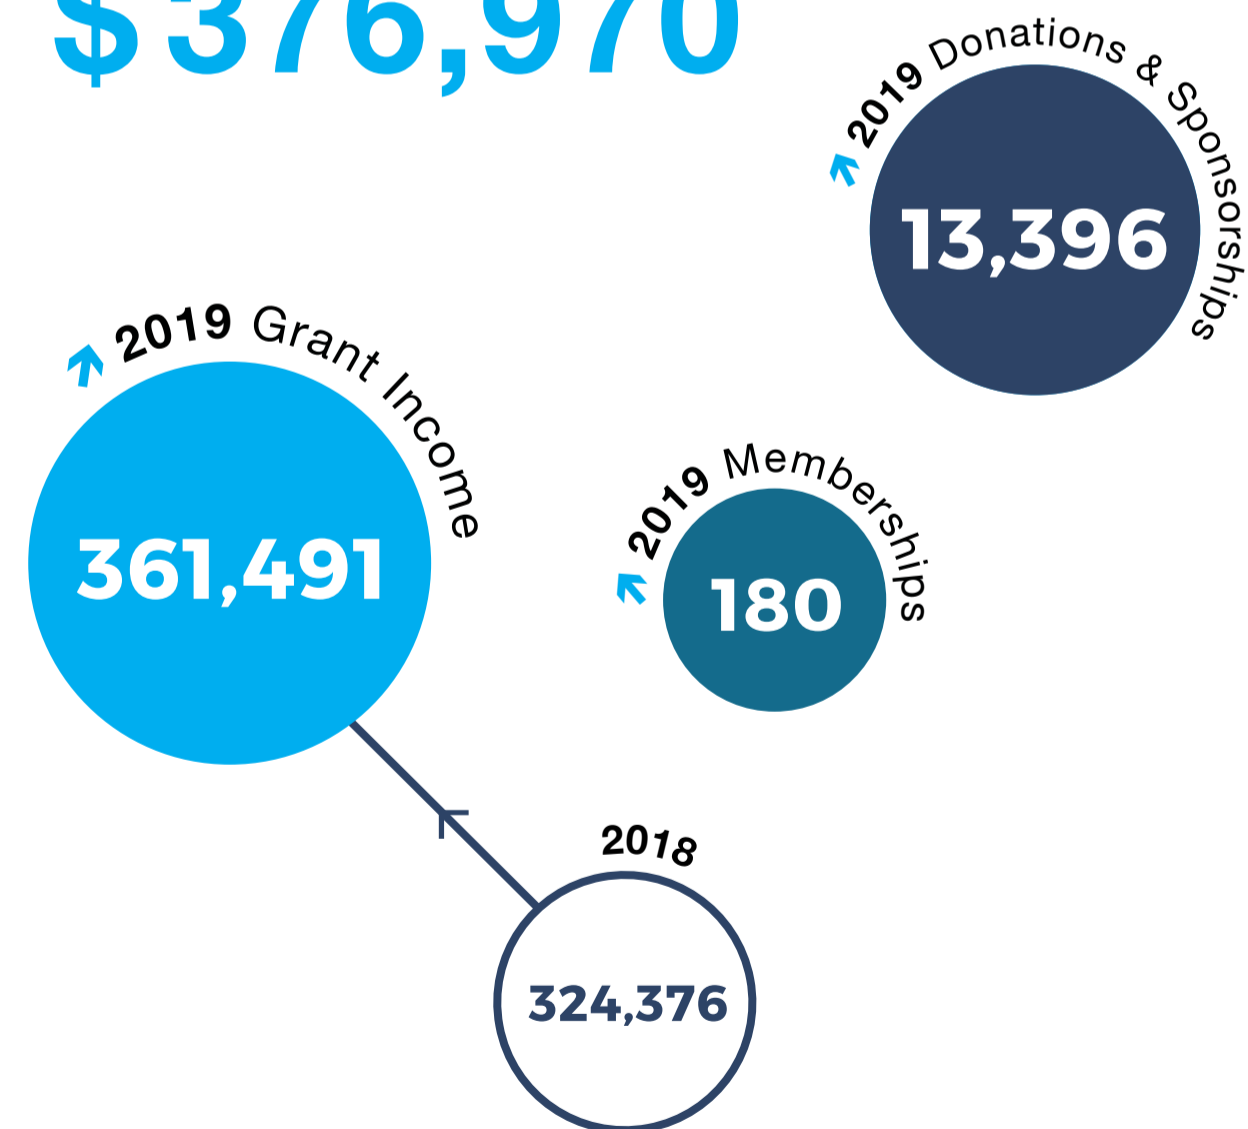 $376,970
2019 Donations & Sponsorships
13,396
2019 Grant Income
361,491
2019 Memberships
180
2018
324,376